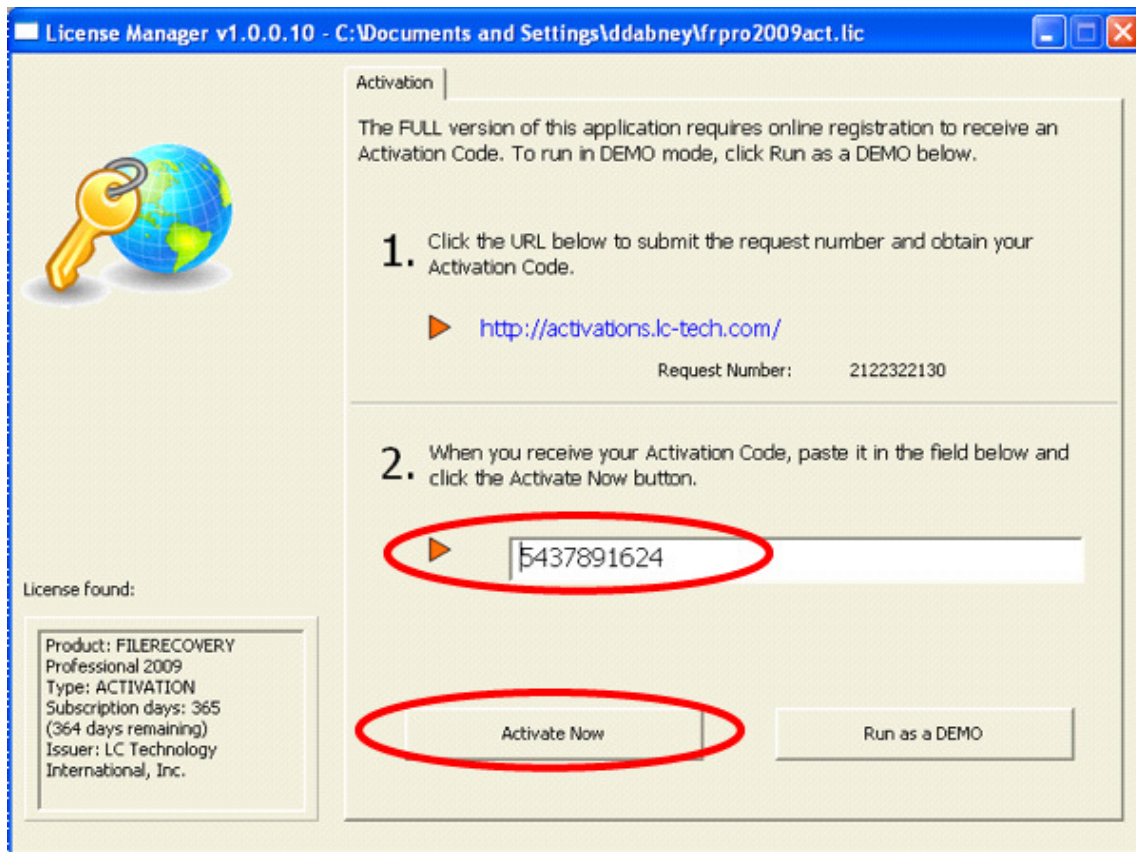 License Manager v1.0.0.10 - C:\Documents and Settings\ddabney\frpro2009act.lic
Activation
The FULL version of this application requires online registration to receive an
Activation Code. To run in DEMO mode, click Run as a DEMO below.
1. Click the URL below to submit the request number and obtain your
Activation Code.
http://activations.lc-tech.com/
Request Number: 2122322130
2. When you receive your Activation Code, paste it in the field below and
click the Activate Now button.
5437891624
License found:
Product: FILERECOVERY
Professional 2009
Type: ACTIVATION
Subscription days: 365
(364 days remaining)
Issuer: LC Technology
International, Inc.
Activate Now
Run as a DEMO